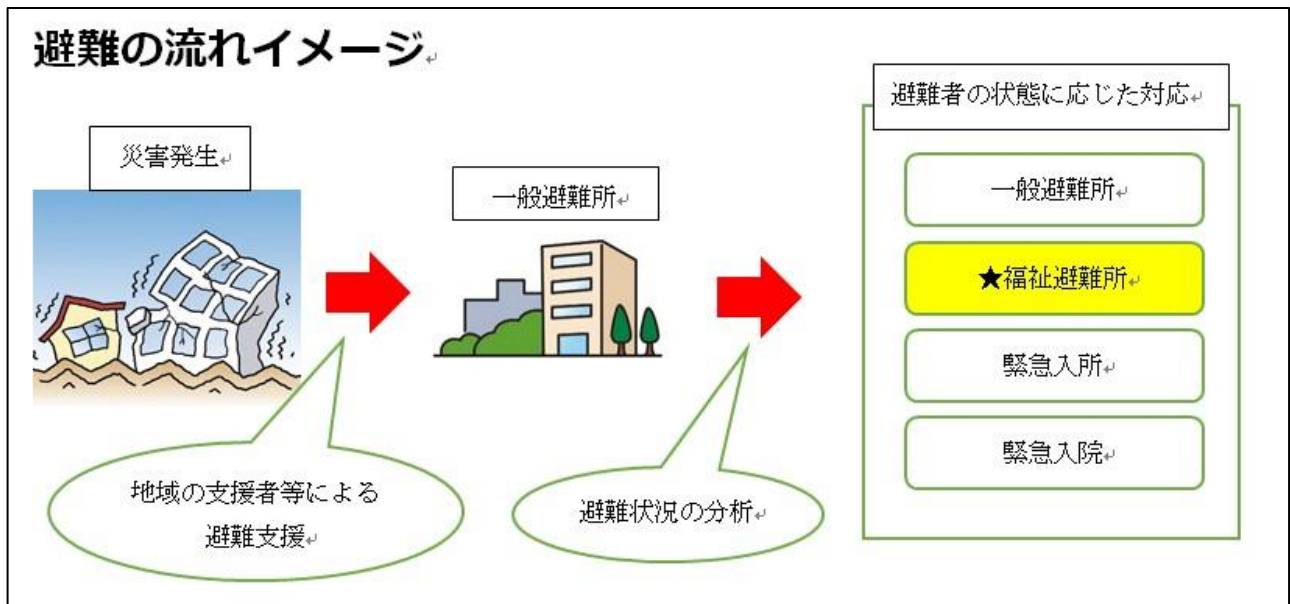 避難の流れイメージ
避難者の状態に応じた対応
災害発生
一般避難所
一般避難所
★福祉避難所
緊急入所
緊急入院
地域の支援者等による
避難支援
避難状況の分析